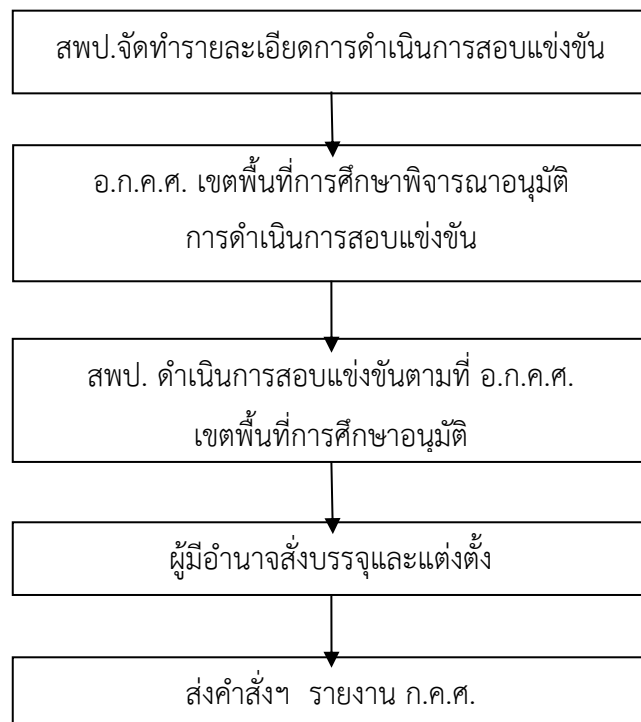 สพป.จัดทำรายละเอียดการดำเนินการสอบแข่งขัน
อ.ก.ค.ศ. เขตพื้นที่การศึกษาพิจารณาอนุมัติ
การดำเนินการสอบแข่งขัน
สพป. ดำเนินการสอบแข่งขันตามที่ อ.ก.ค.ศ.
เขตพื้นที่การศึกษาอนุมัติ
ผู้มีอำนาจสั่งบรรจุและแต่งตั้ง
ส่งคำสั่งฯ รายงาน ก.ค.ศ.